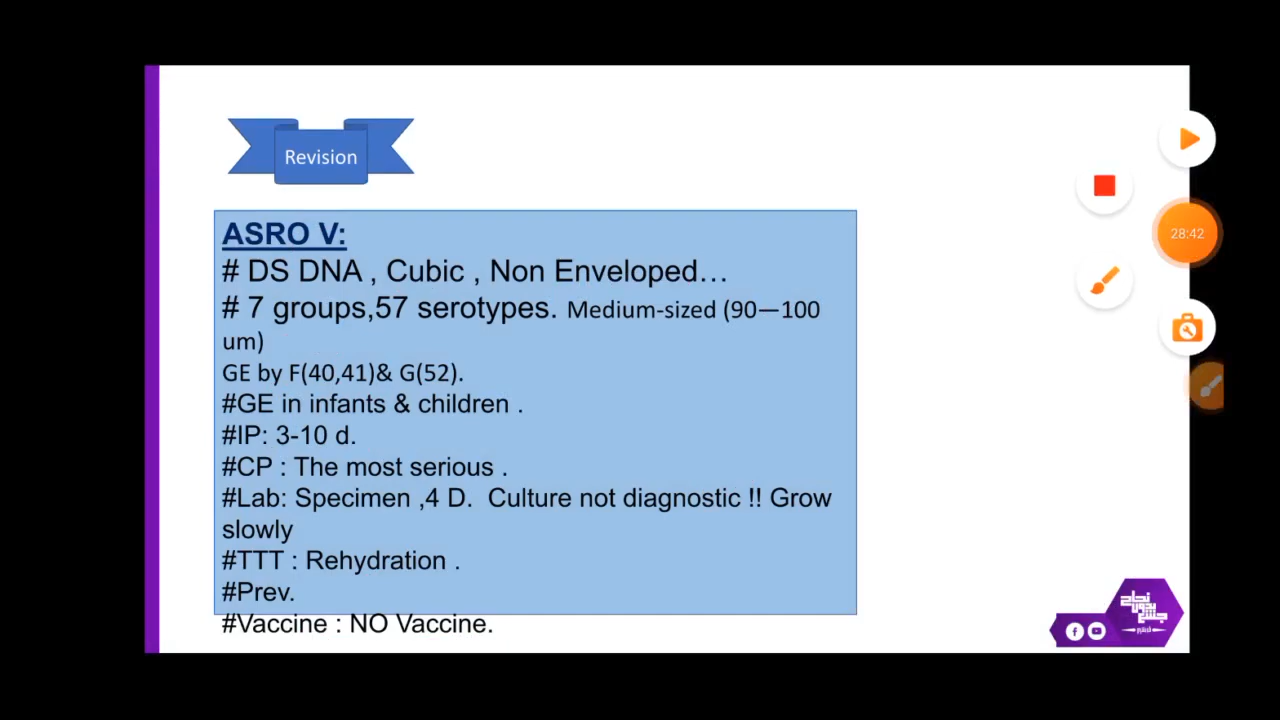 Revision
ASRO V:
# DS DNA , Cubic , Non Enveloped...
# 7 groups,57 serotypes. Medium-sized (90—100
um)
GE by F(40,41)& G(52).
#GE in infants & children .
#IP: 3-10 d.
#CP : The most serious .
#Lab: Specimen ,4 D.  Culture not diagnostic !! Grow
slowly
#TTT : Rehydration .
#Prev.
#Vaccine : NO Vaccine.
28:42